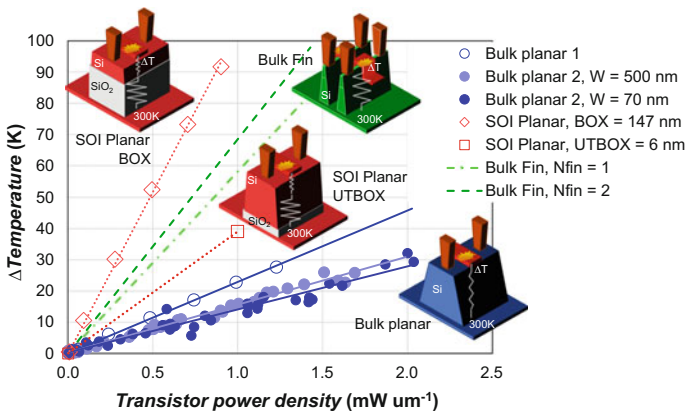 100
90
80
70
60
50
40
30
20
10
0
ΔTemperature (K)
0.0
0.5
1.0
1.5
2.0
2.5
Transistor power density (mW um-1)
Si
SiO2
ΔT
300K
SOI Planar
BOX
Bulk Fin
Si
ΔT
300K
Si
SiO2
ΔT
300K
SOI Planar
UTBOX
Si
ΔT
300K
Bulk planar
Bulk planar 1
Bulk planar 2, W = 500 nm
Bulk planar 2, W = 70 nm
SOI Planar, BOX = 147 nm
SOI Planar, UTBOX = 6 nm
Bulk Fin, Nfin = 1
Bulk Fin, Nfin = 2